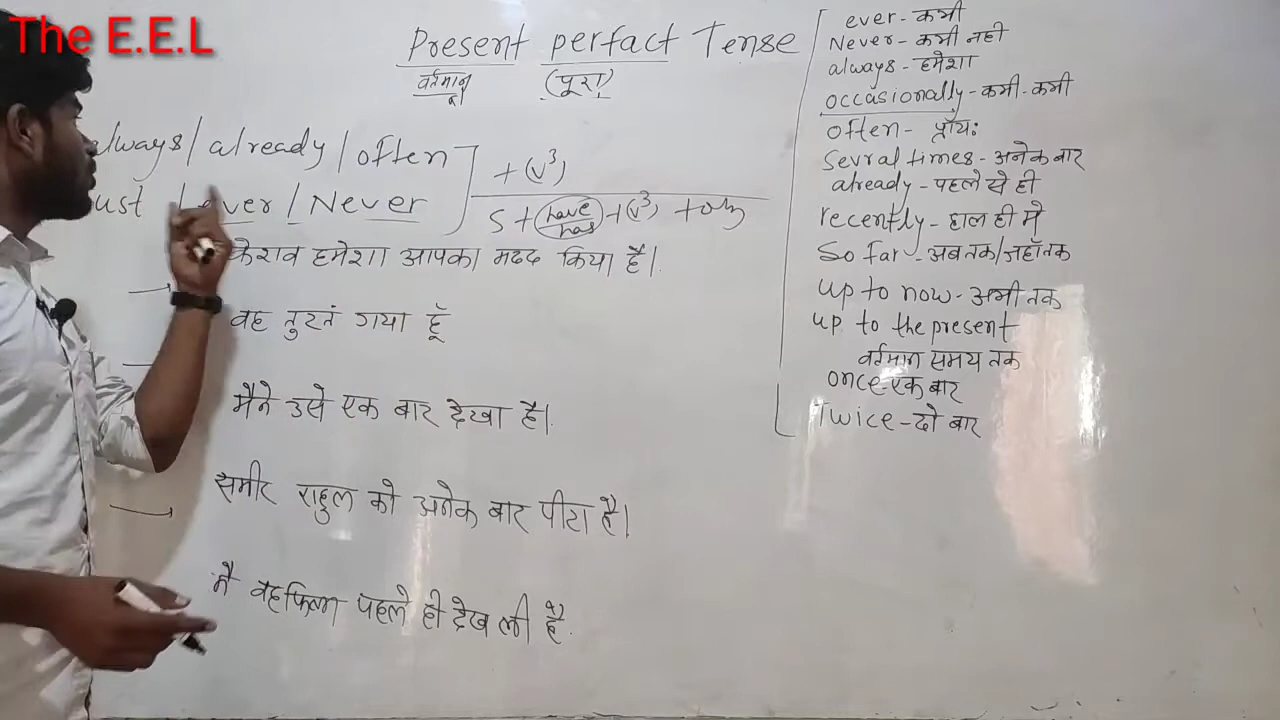 The E.E.L
Present perfact Tense
वर्तमान (पूरा)
always/already/often
Just/ever/Never
+(v³)
S+have/has+(v³)+obj
केशव हमेशा आपका मदद किया है।
वह तुरतं गया हूँ
मैने उसे एक बार देखा है।
समीर राहुल को अनेक बार पीटा है।
मै वह फिल्म पहले ही देख ली है
ever-कभी
Never-कभी नही
always-हमेशा
occasionally-कभी-कभी
often-प्रॉय:
Sevral times-अनेक बार
already-पहले से ही
recently-हाल ही मे
So far-अब तक/जहाँ तक
up to now-अभी तक
up to the present
वर्तमान समय तक
once-एक बार
Twice-दो बार